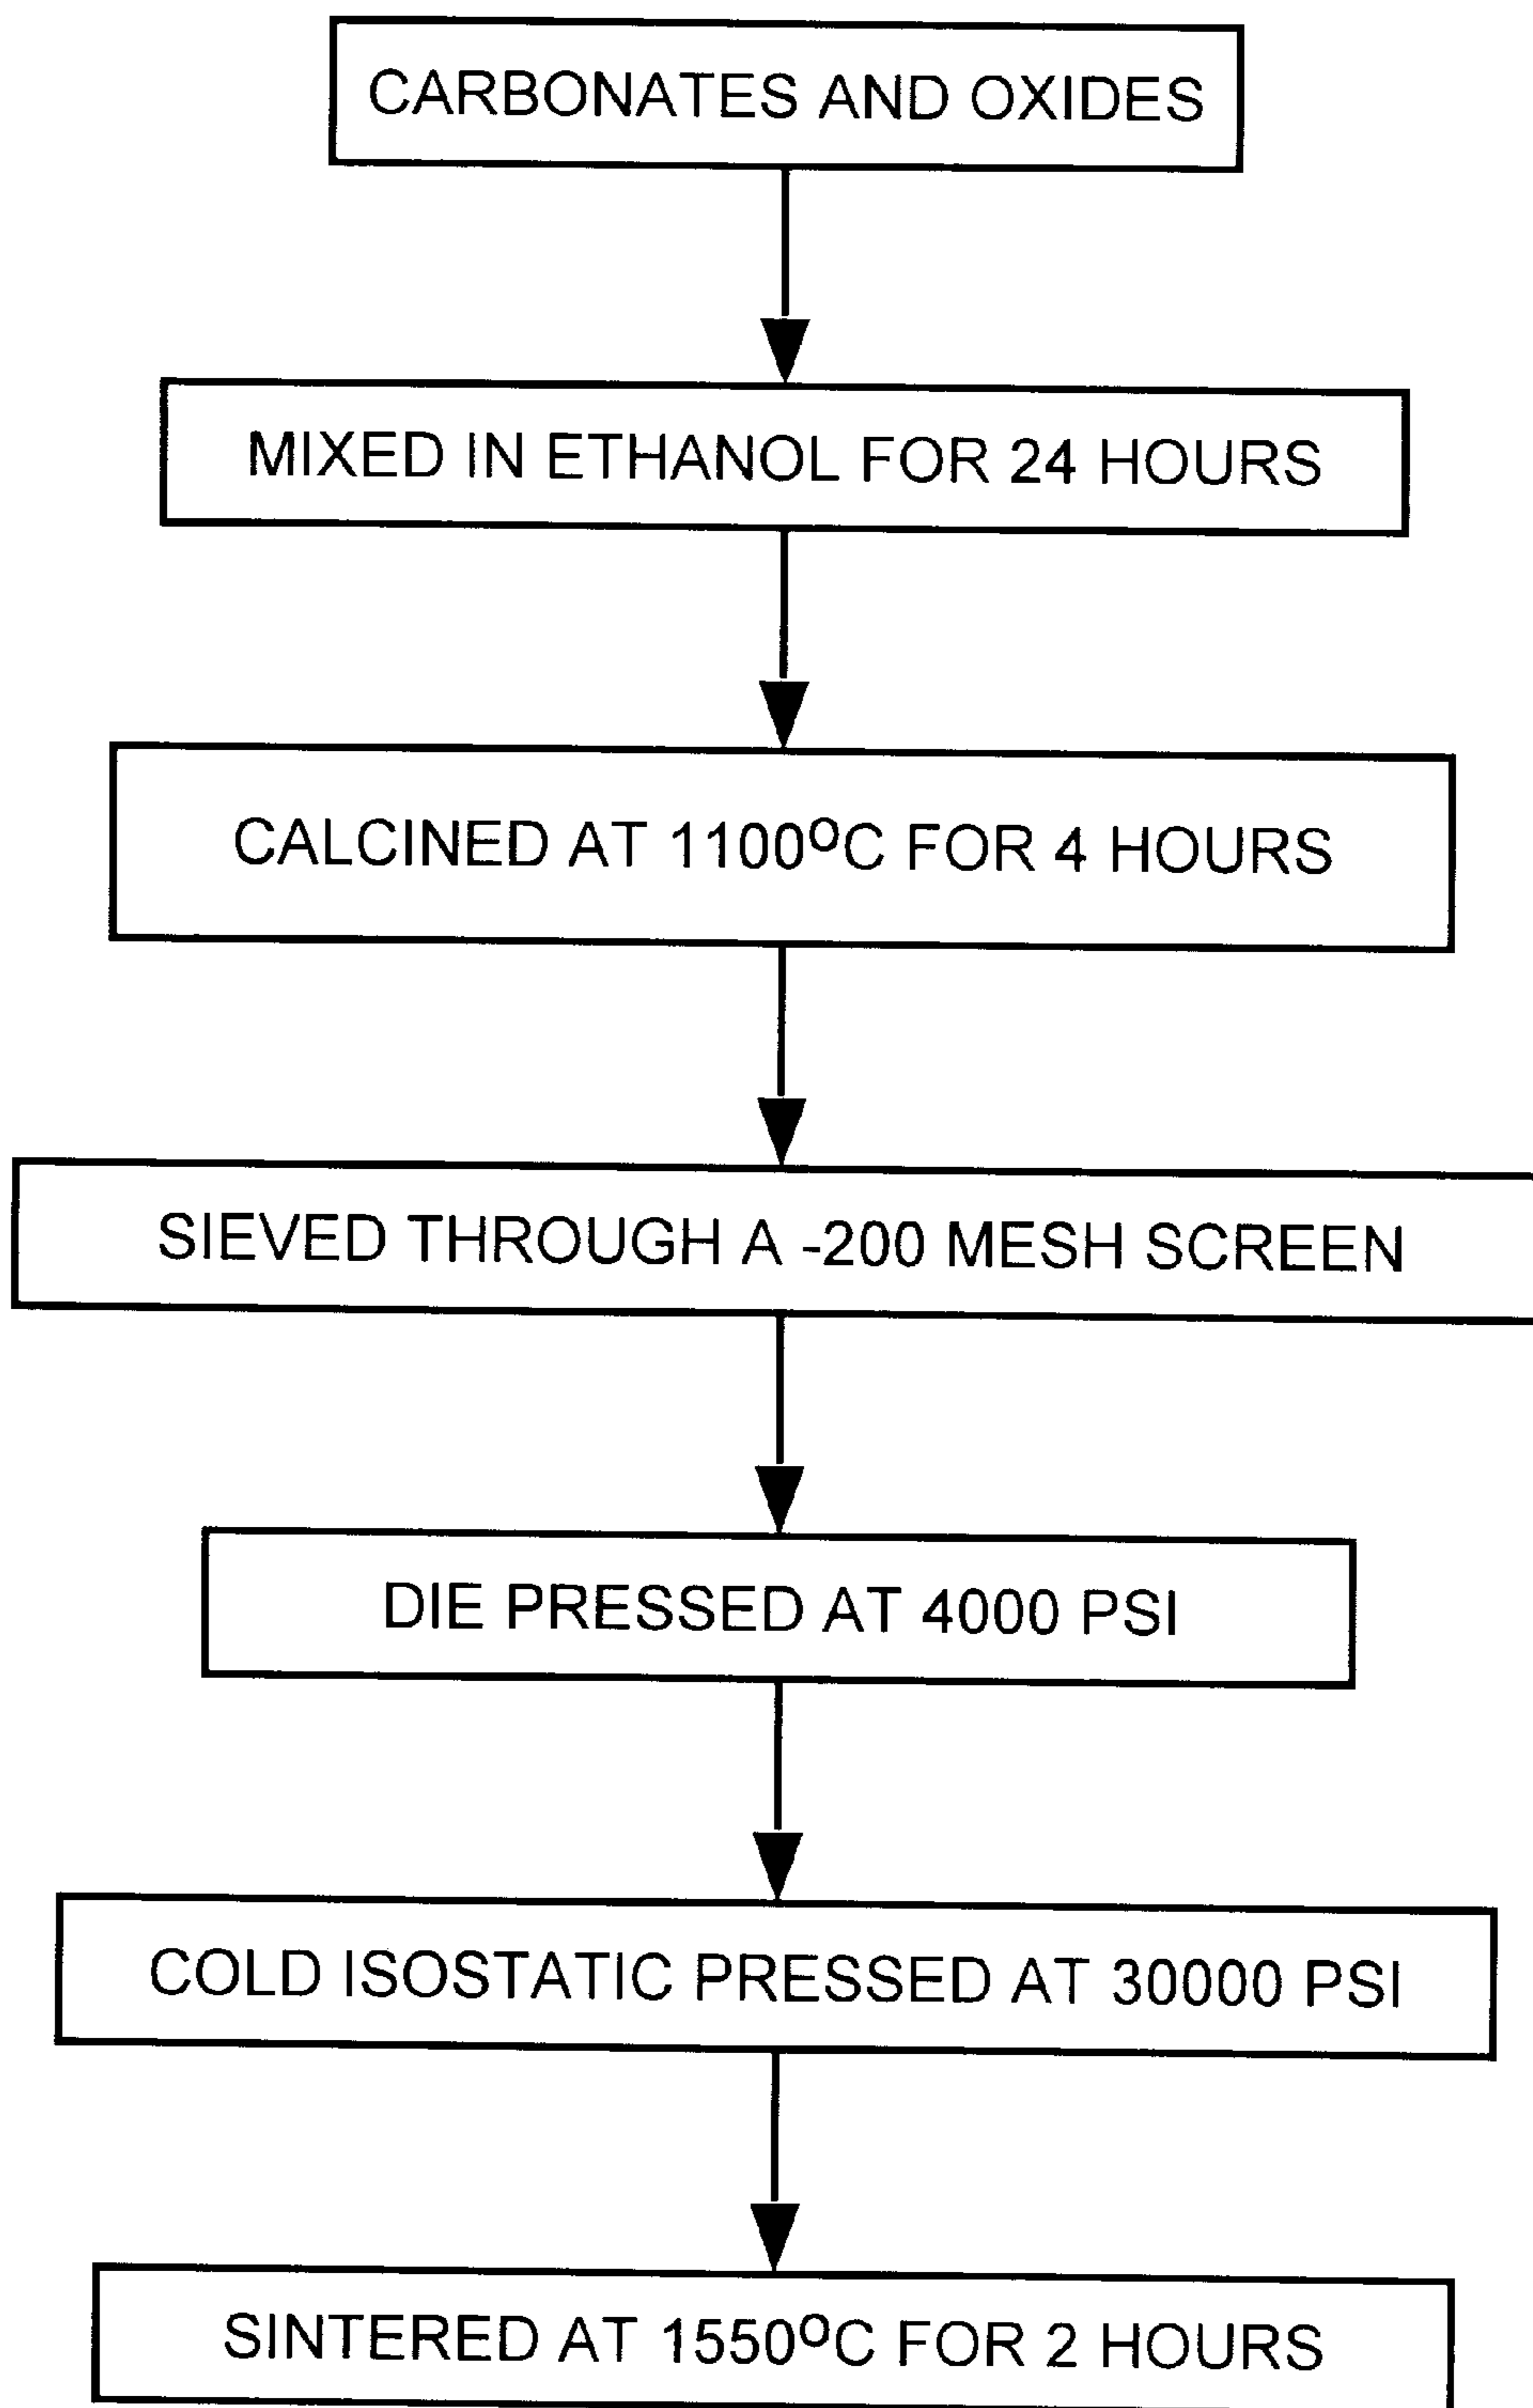 CARBONATES AND OXIDES
MIXED IN ETHANOL FOR 24 HOURS
CALCINED AT 1100ºC FOR 4 HOURS
SIEVED THROUGH A -200 MESH SCREEN
DIE PRESSED AT 4000 PSI
COLD ISOSTATIC PRESSED AT 30000 PSI
SINTERED AT 1550ºC FOR 2 HOURS